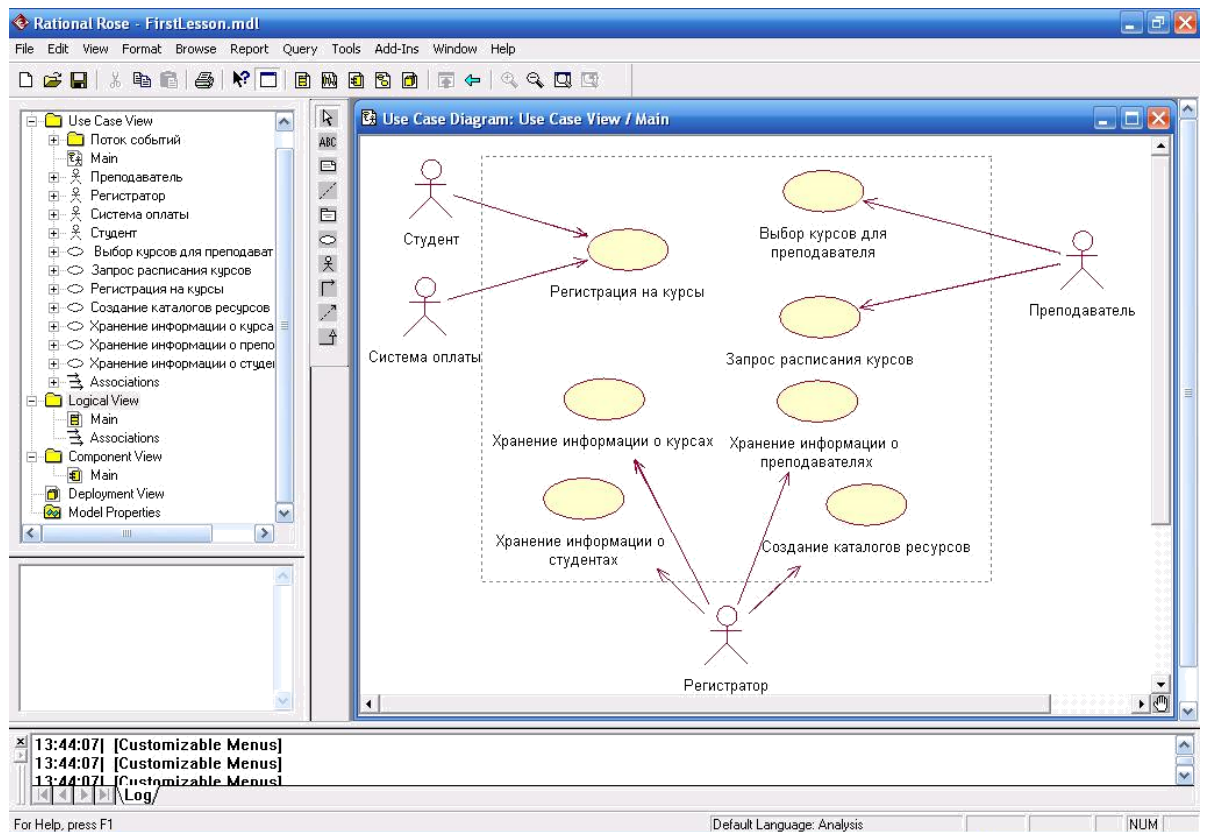 Rational Rose - FirstLesson.mdl
File Edit View Format Browse Report Query Tools Add-Ins Window Help
Use Case View
Поток событий
Main
Преподаватель
Регистратор
Система оплаты
Студент
Выбор курсов для преподават
Запрос расписания курсов
Регистрация на курсы
Создание каталогов ресурсов
Хранение информации о курса
Хранение информации о препо
Хранение информации о студе
Associations
Logical View
Main
Associations
Component View
Main
Deployment View
Model Properties
ABC
Use Case Diagram: Use Case View / Main
Студент
Система оплаты
Регистрация на курсы
Выбор курсов для
преподавателя
Преподаватель
Запрос расписания курсов
Хранение информации о курсах
Хранение информации о
преподавателях
Хранение информации о
студентах
Создание каталогов ресурсов
Регистратор
13:44:07| [Customizable Menus]
13:44:07| [Customizable Menus]
13:44:07| [Customizable Menus]
Log
For Help, press F1
Default Language: Analysis
NUM